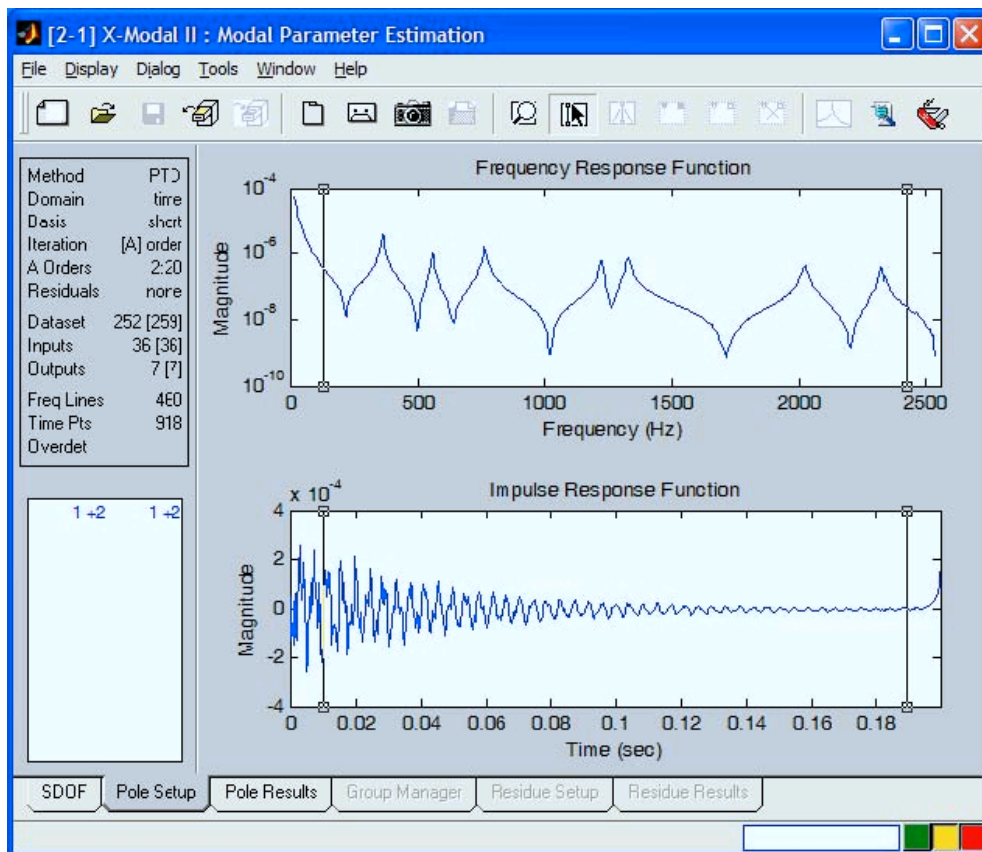 [2-1] X-Modal II : Modal Parameter Estimation
File Display Dialog Tools Window Help
Method PTD
Domain time
Basis short
Iteration [A] order
A Orders 2:20
Residuals none
Dataset 252 [259]
Inputs 36 [36]
Outputs 7 [7]
Freq Lines 460
Time Pts 918
Overdet
1 +2 1 +2
Frequency Response Function
Magnitude
10^-4
10^-6
10^-8
10^-10
0 500 1000 1500 2000 2500
Frequency (Hz)
Impulse Response Function
x 10^-4
Magnitude
4
2
0
-2
-4
0 0.02 0.04 0.06 0.08 0.1 0.12 0.14 0.16 0.18
Time (sec)
SDOF Pole Setup Pole Results Group Manager Residue Setup Residue Results